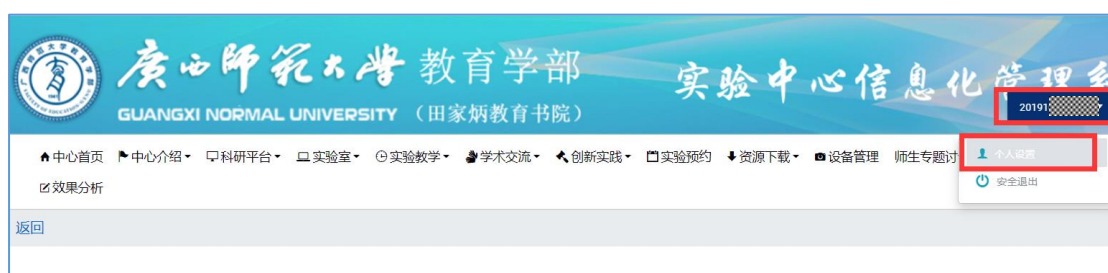 广西师范大学 教育学部
实验中心信息化管理系
GUANGXI NORMAL UNIVERSITY （田家炳教育书院）
20191
中心首页 中心介绍 科研平台 实验室 实验教学 学术交流 创新实践 实验预约 资源下载 设备管理 师生专题讨
个人设置
效果分析
安全退出
返回